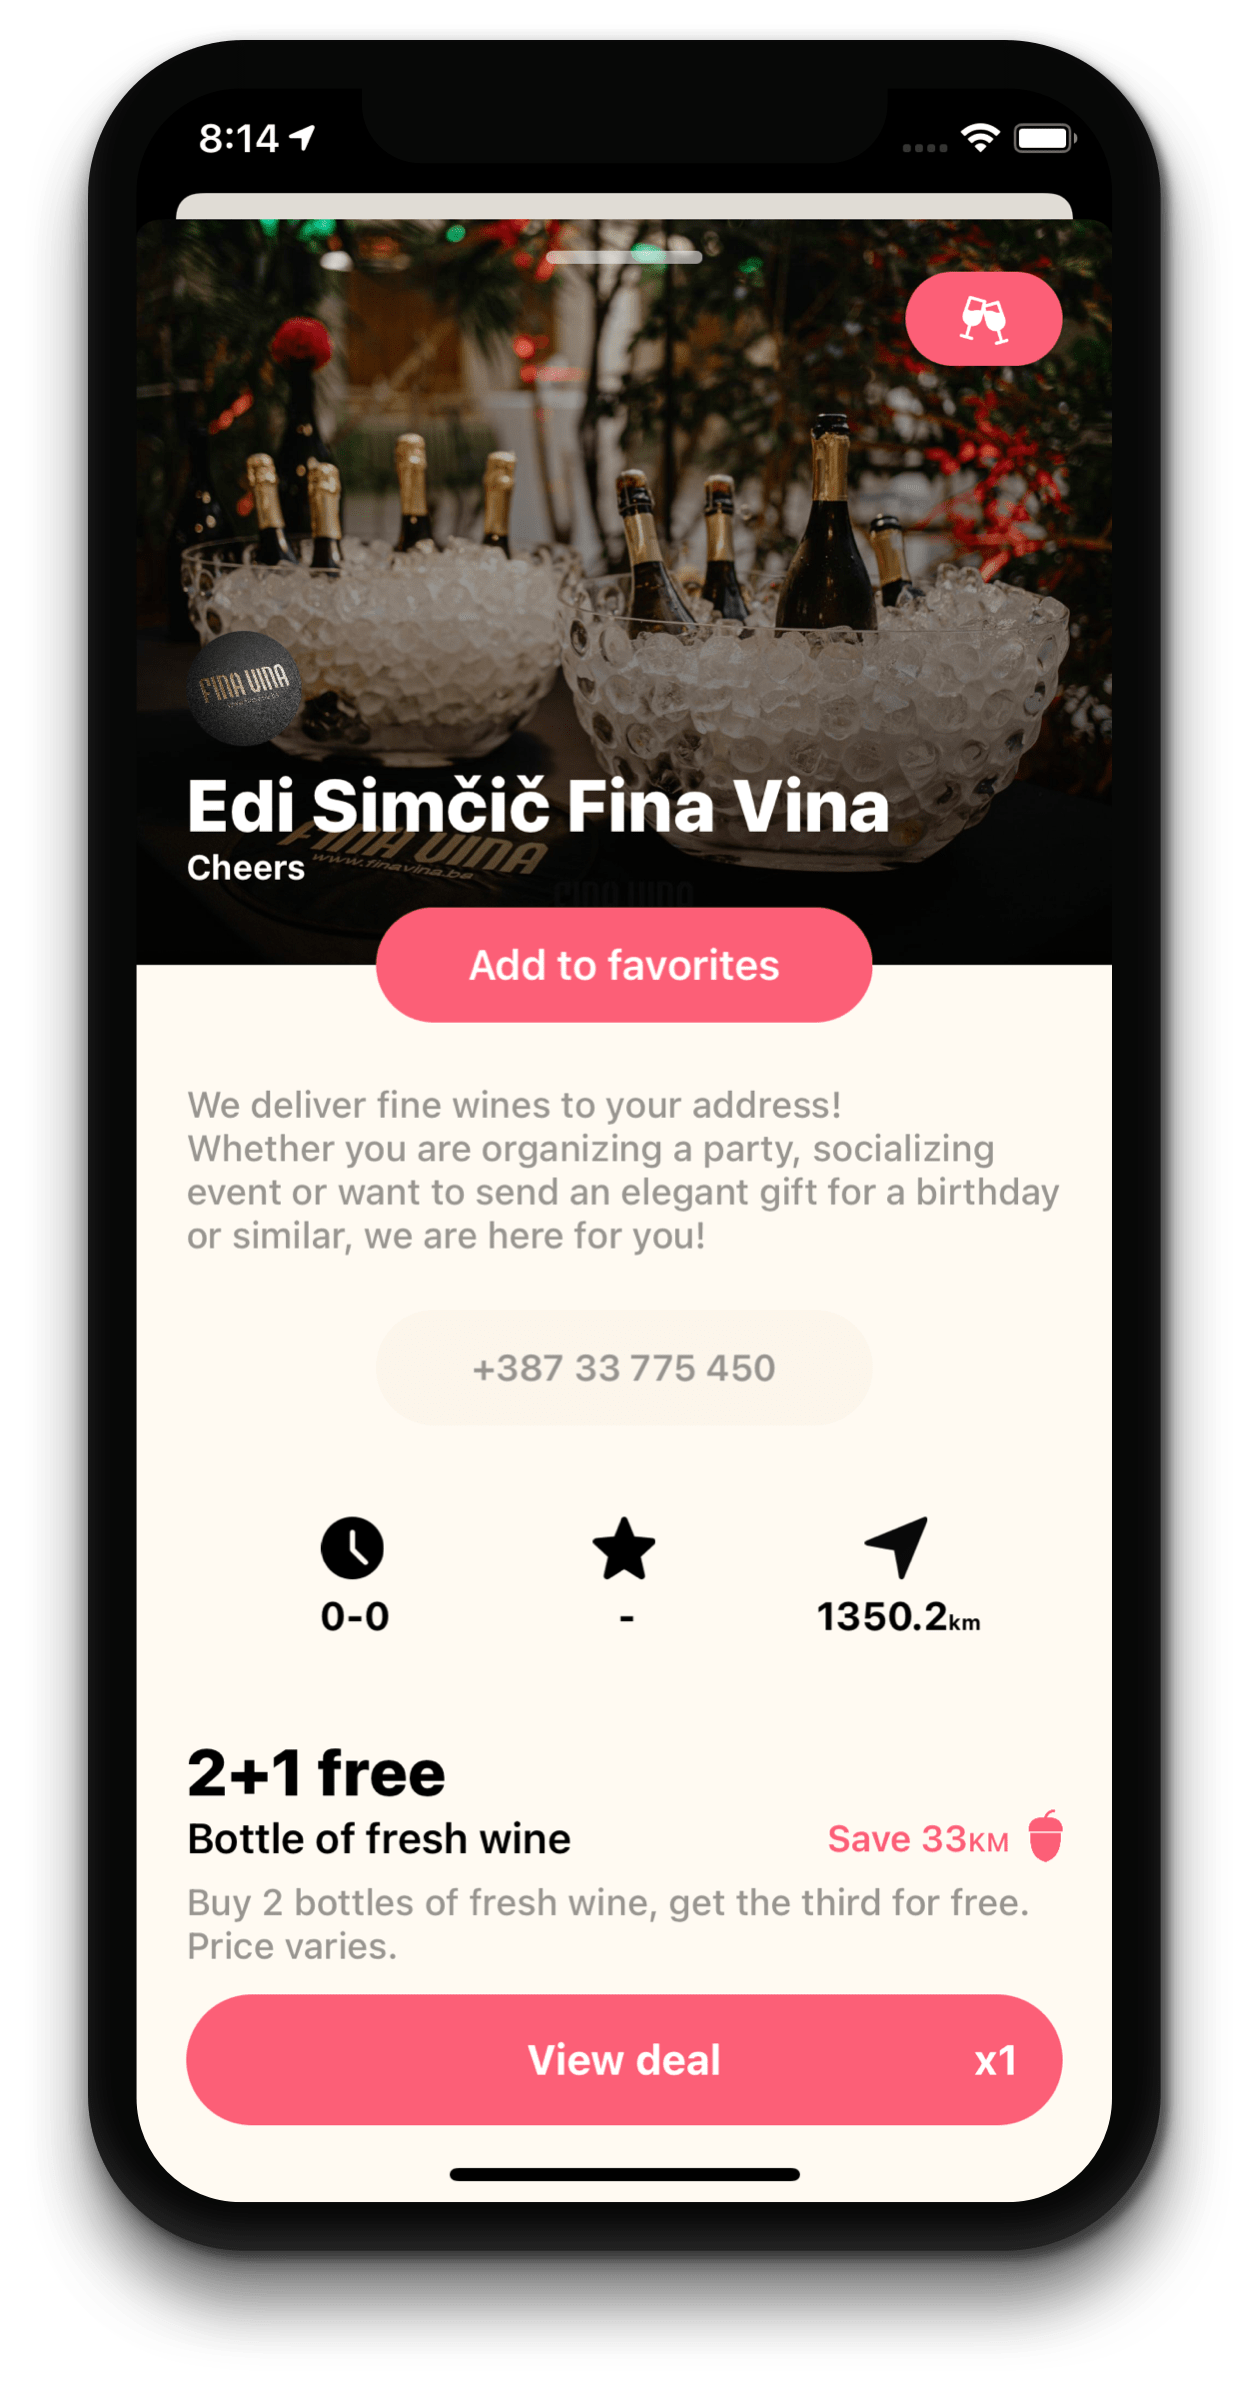 8:14
FINA VINA
Edi Simčič Fina Vina
FINA VINA
www.finavina.ba
Cheers
FINA VINA
Add to favorites
We deliver fine wines to your address!
Whether you are organizing a party, socializing
event or want to send an elegant gift for a birthday
or similar, we are here for you!
+387 33 775 450
0-0
-
1350.2km
2+1 free
Bottle of fresh wine
Save 33KM
Buy 2 bottles of fresh wine, get the third for free.
Price varies.
View deal
x1